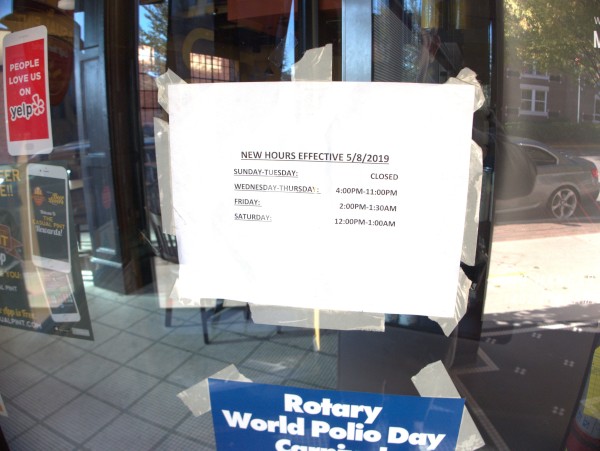 PEOPLE
LOVE US
ON
yelp
NEW HOURS EFFECTIVE 5/8/2019
SUNDAY-TUESDAY: CLOSED
WEDNESDAY-THURSDAY: 4:00PM-11:00PM
FRIDAY: 2:00PM-1:30AM
SATURDAY: 12:00PM-1:00AM
Rotary
World Polio Day
Carnival